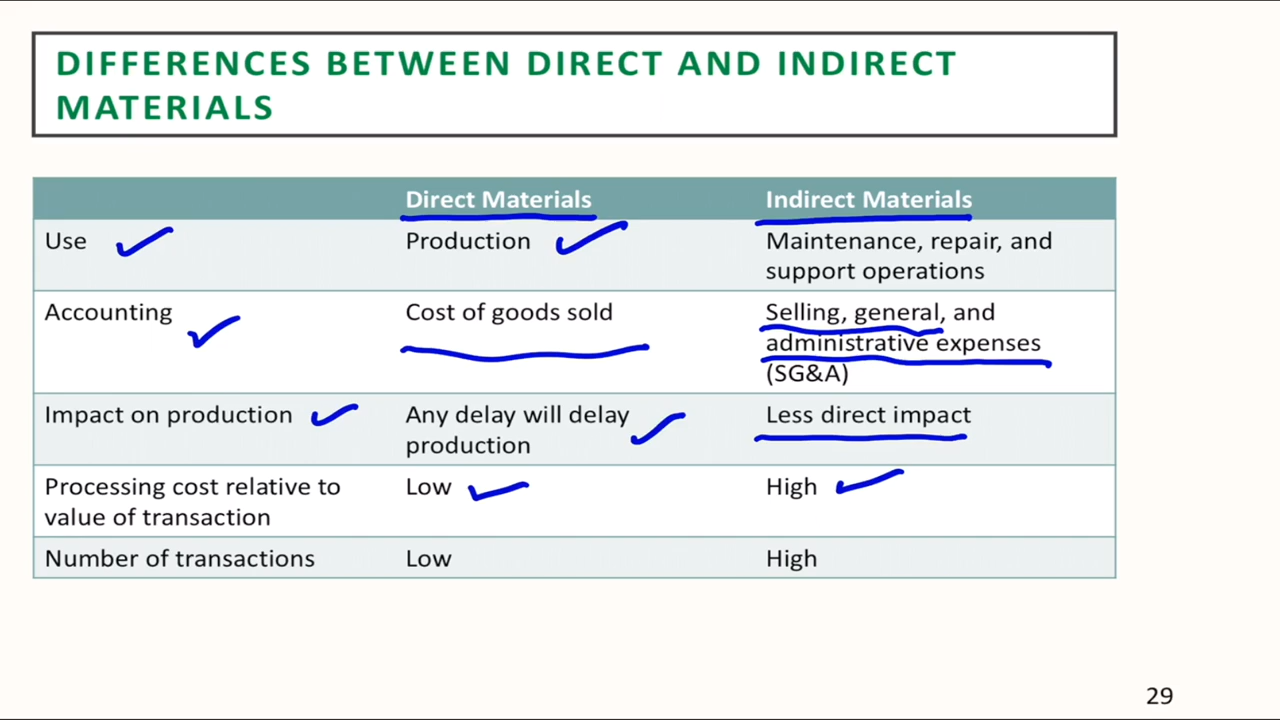 DIFFERENCES BETWEEN DIRECT AND INDIRECT
MATERIALS
Direct Materials Indirect Materials
Use Production Maintenance, repair, and
support operations
Accounting Cost of goods sold Selling, general, and
administrative expenses
(SG&A)
Impact on production Any delay will delay Less direct impact
production
Processing cost relative to Low High
value of transaction
Number of transactions Low High
29